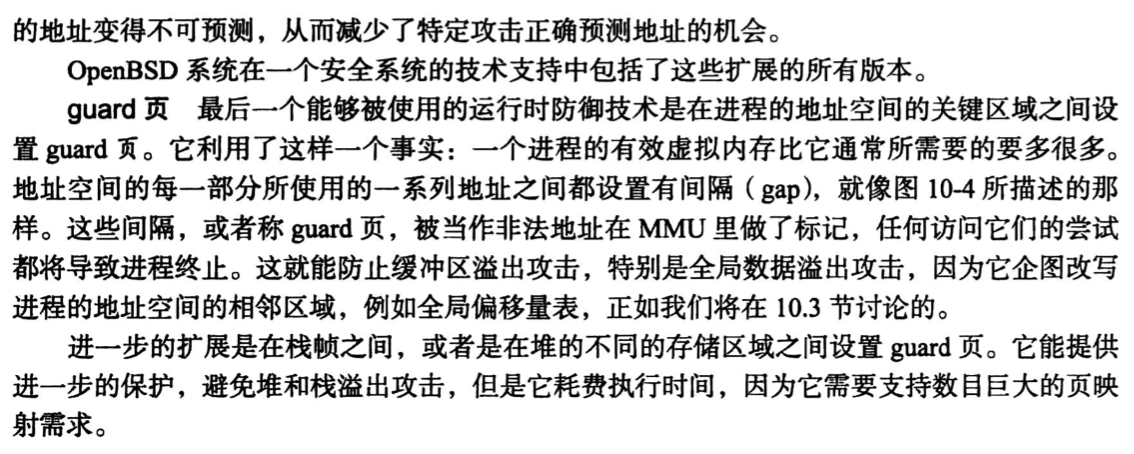 的地址变得不可预测，从而减少了特定攻击正确预测地址的机会。
OpenBSD 系统在一个安全系统的技术支持中包括了这些扩展的所有版本。
guard 页　最后一个能够被使用的运行时防御技术是在进程的地址空间的关键区域之间设
置 guard 页。它利用了这样一个事实：一个进程的有效虚拟内存比它通常所需要的要多很多。
地址空间的每一部分所使用的一系列地址之间都设置有间隔（gap），就像图 10-4 所描述的那
样。这些间隔，或者称 guard 页，被当作非法地址在 MMU 里做了标记，任何访问它们的尝试
都将导致进程终止。这就能防止缓冲区溢出攻击，特别是全局数据溢出攻击，因为它企图改写
进程的地址空间的相邻区域，例如全局偏移量表，正如我们将在 10.3 节讨论的。
进一步的扩展是在栈帧之间，或者是在堆的不同的存储区域之间设置 guard 页。它能提供
进一步的保护，避免堆和栈溢出攻击，但是它耗费执行时间，因为它需要支持数目巨大的页映
射需求。